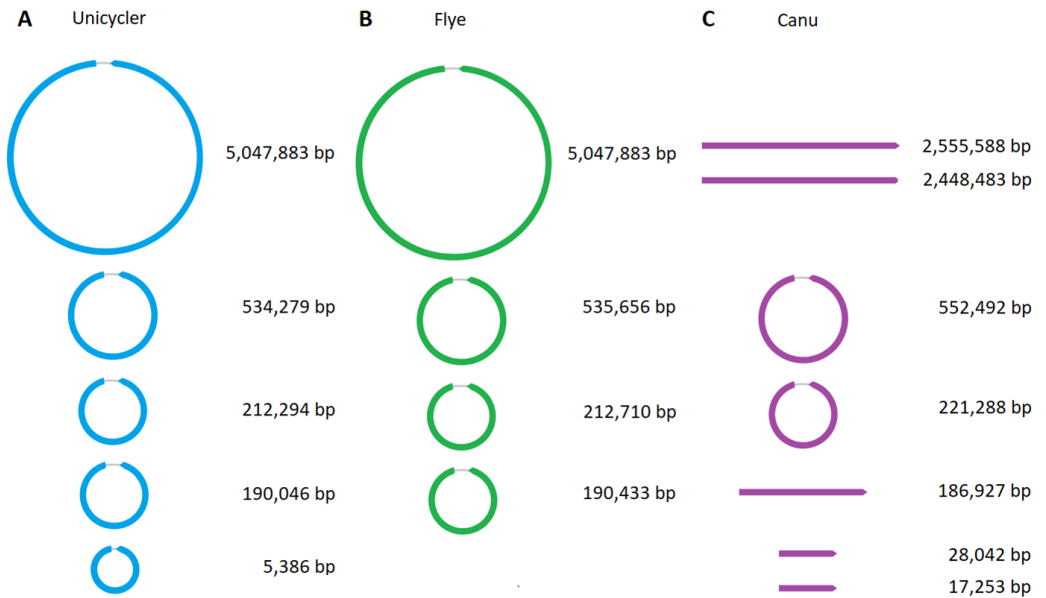 A Unicycler B Flye C Canu
5,047,883 bp 5,047,883 bp 2,555,588 bp
2,448,483 bp
534,279 bp 535,656 bp 552,492 bp
212,294 bp 212,710 bp 221,288 bp
190,046 bp 190,433 bp 186,927 bp
5,386 bp 28,042 bp
17,253 bp